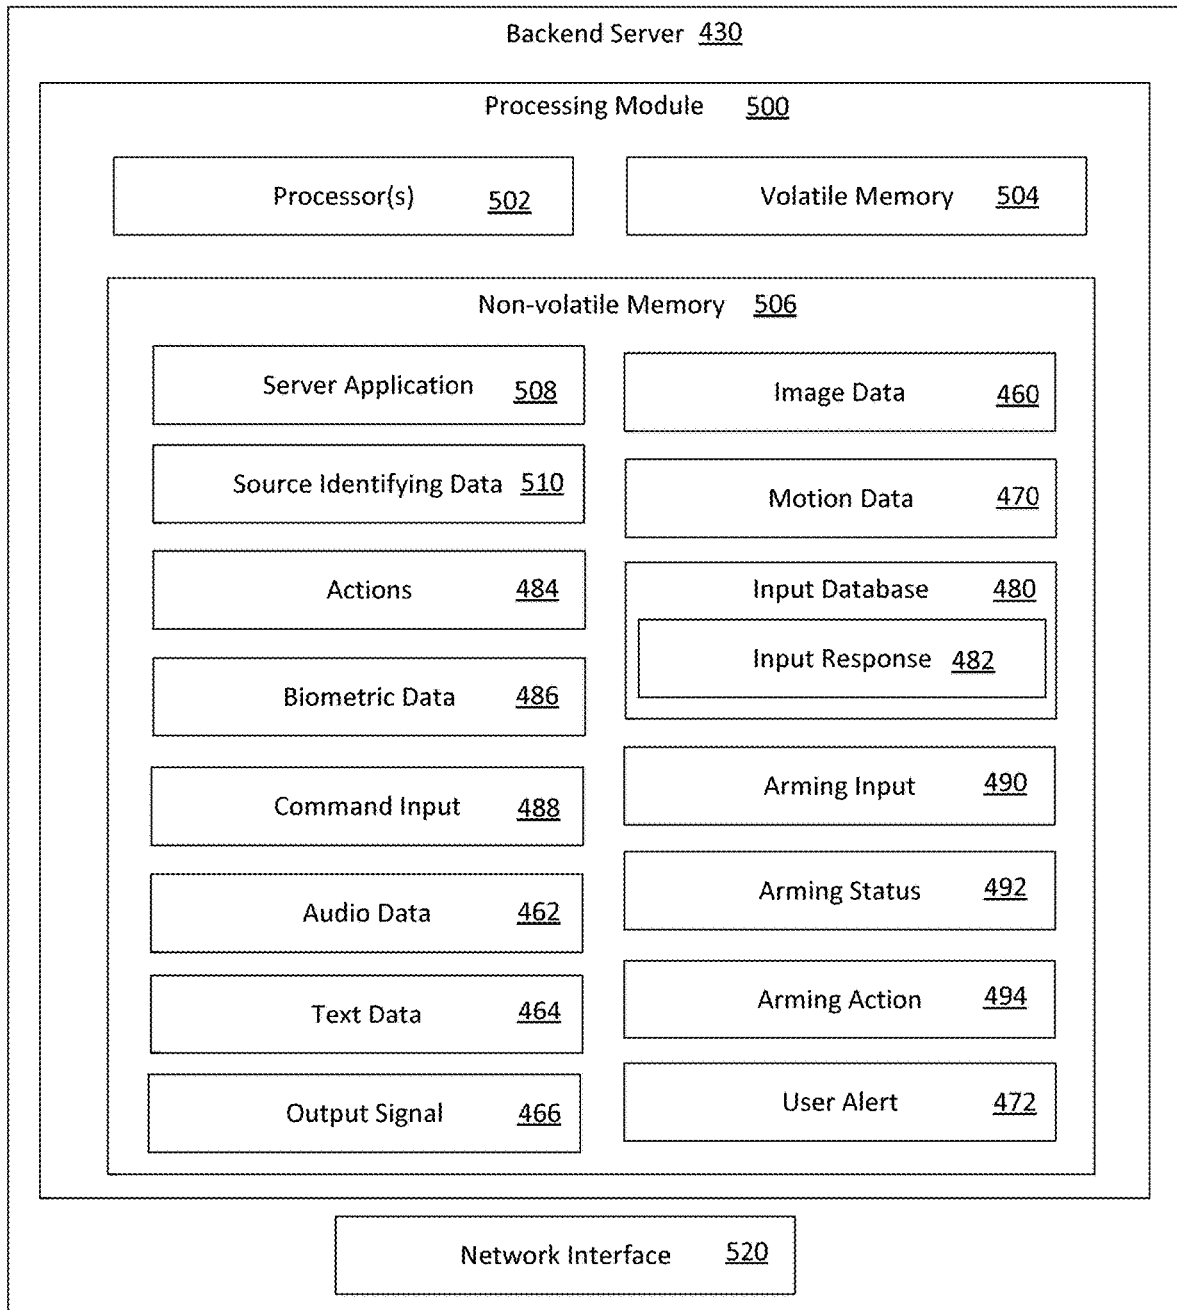 Backend Server 430
Processing Module 500
Processor(s) 502
Volatile Memory 504
Non-volatile Memory 506
Server Application 508
Source Identifying Data 510
Actions 484
Biometric Data 486
Command Input 488
Audio Data 462
Text Data 464
Output Signal 466
Image Data 460
Motion Data 470
Input Database 480
Input Response 482
Arming Input 490
Arming Status 492
Arming Action 494
User Alert 472
Network Interface 520